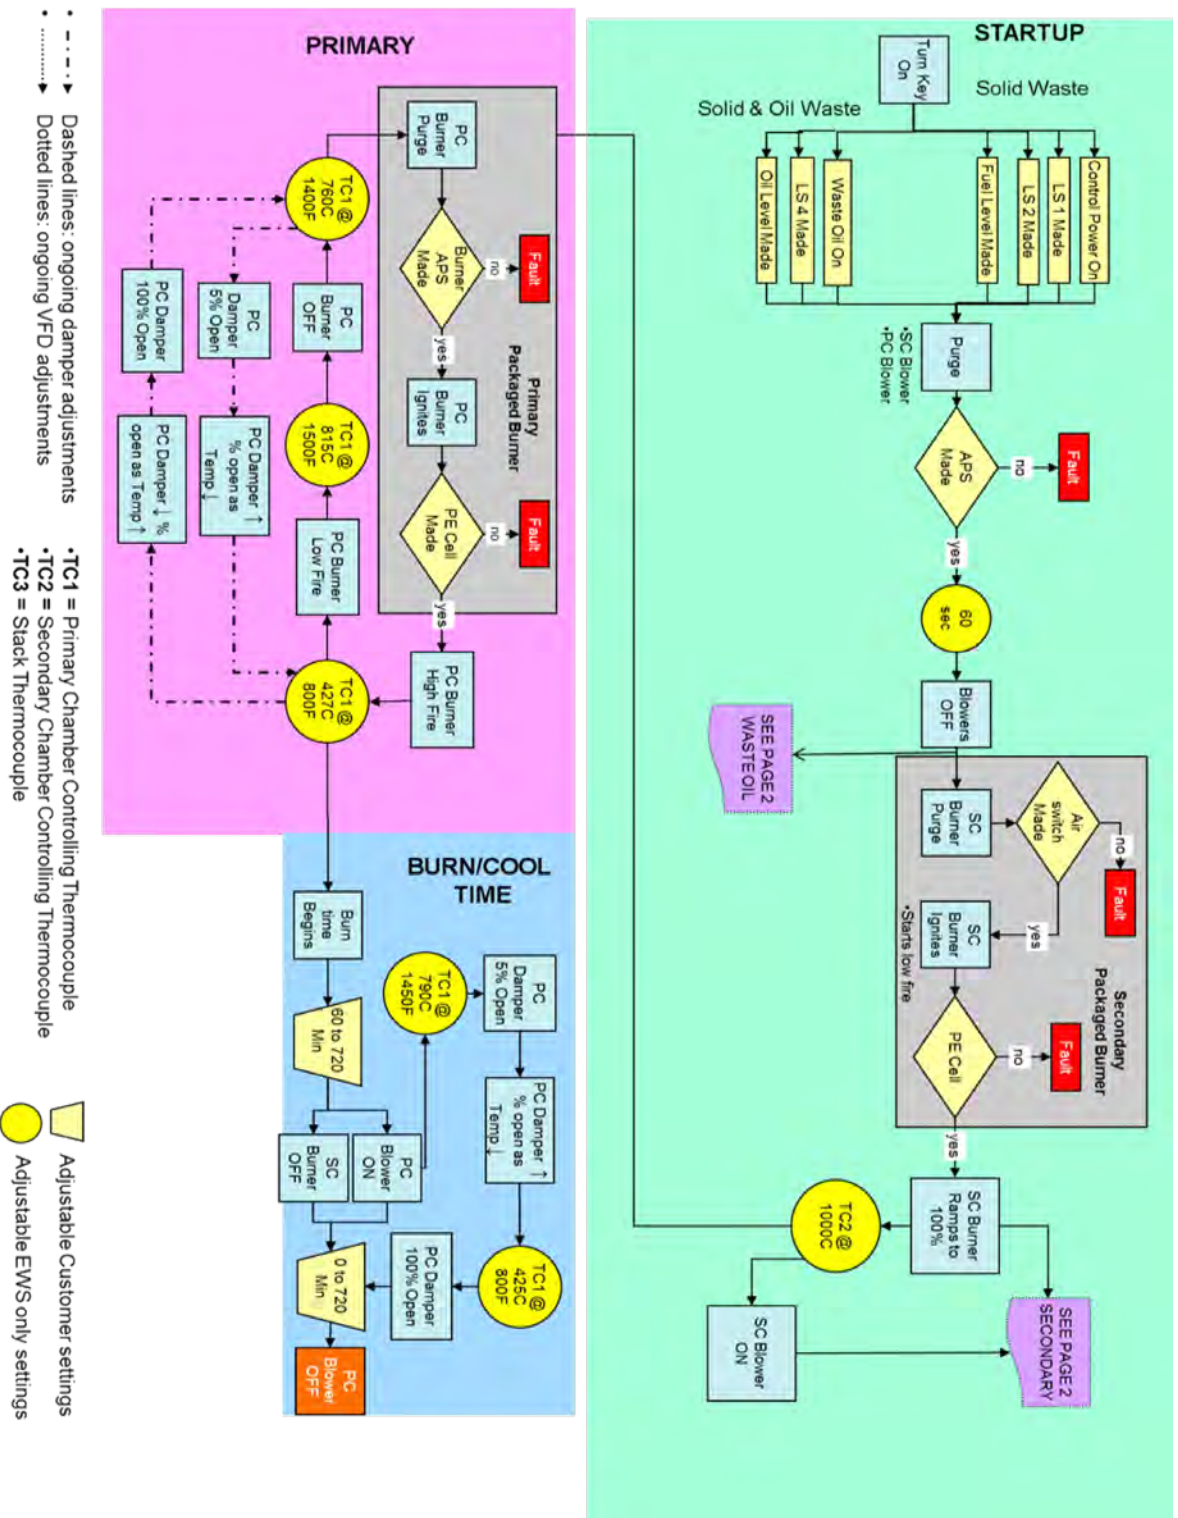 STARTUP
Turn Key
On
Solid Waste
Solid & Oil Waste
Control Power On
LS 1 Made
LS 2 Made
Fuel Level Made
Waste Oil On
LS 4 Made
Oil Level Made
Purge
•SC Blower
•PC Blower
APS
Made
no
Fault
yes
60
sec
Blowers
OFF
SEE PAGE 2
WASTE OIL
SC
Burner
Purge
Air
switch
Made
no
Fault
yes
SC
Burner
Ignites
•Starts low fire
Secondary
Packaged Burner
PE Cell
no
Fault
yes
SC Burner
Ramps to
100%
TC2 @
1000C
SC Blower
ON
SEE PAGE 2
SECONDARY
PRIMARY
PC
Burner
Purge
Burner
APS
Made
no
Fault
yes
Primary
Packaged Burner
PC
Burner
Ignites
PE Cell
Made
no
Fault
yes
PC Burner
High Fire
TC1 @
427C
800F
PC Burner
Low Fire
TC1 @
815C
1500F
PC
Burner
OFF
TC1 @
760C
1400F
PC
Damper
5% Open
PC Damper ↑
% open as
Temp ↓
PC Damper
100% Open
PC Damper ↓ %
open as Temp ↑
BURN/COOL
TIME
Burn
time
Begins
60 to 720
Min
PC
Blower
ON
SC
Burner
OFF
TC1 @
790C
1450F
PC
Damper
5% Open
PC Damper ↑
% open as
Temp ↓
TC1 @
425C
800F
PC Damper
100% Open
0 to 720
Min
PC
Blower
OFF
• Dashed lines: ongoing damper adjustments
• Dotted lines: ongoing VFD adjustments
•TC1 = Primary Chamber Controlling Thermocouple
•TC2 = Secondary Chamber Controlling Thermocouple
•TC3 = Stack Thermocouple
Adjustable Customer settings
Adjustable EWS only settings